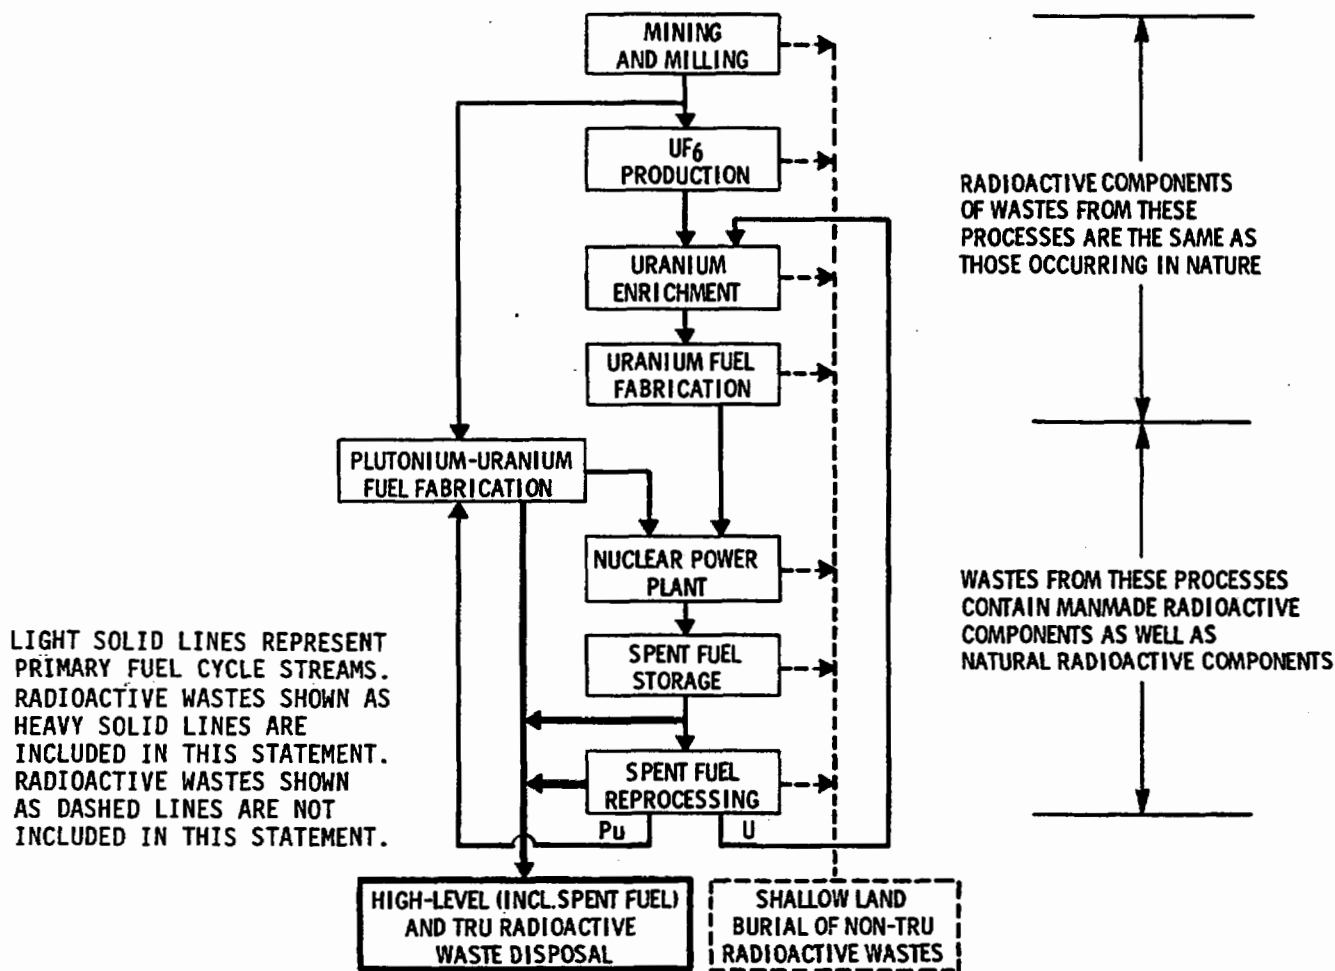 MINING
AND MILLING
UF6
PRODUCTION
URANIUM
ENRICHMENT
URANIUM FUEL
FABRICATION
PLUTONIUM-URANIUM
FUEL FABRICATION
NUCLEAR POWER
PLANT
SPENT FUEL
STORAGE
SPENT FUEL
REPROCESSING
Pu
U
HIGH-LEVEL (INCL. SPENT FUEL)
AND TRU RADIOACTIVE
WASTE DISPOSAL
SHALLOW LAND
BURIAL OF NON-TRU
RADIOACTIVE WASTES
RADIOACTIVE COMPONENTS
OF WASTES FROM THESE
PROCESSES ARE THE SAME AS
THOSE OCCURRING IN NATURE
WASTES FROM THESE PROCESSES
CONTAIN MANMADE RADIOACTIVE
COMPONENTS AS WELL AS
NATURAL RADIOACTIVE COMPONENTS
LIGHT SOLID LINES REPRESENT
PRIMARY FUEL CYCLE STREAMS.
RADIOACTIVE WASTES SHOWN AS
HEAVY SOLID LINES ARE
INCLUDED IN THIS STATEMENT.
RADIOACTIVE WASTES SHOWN
AS DASHED LINES ARE NOT
INCLUDED IN THIS STATEMENT.